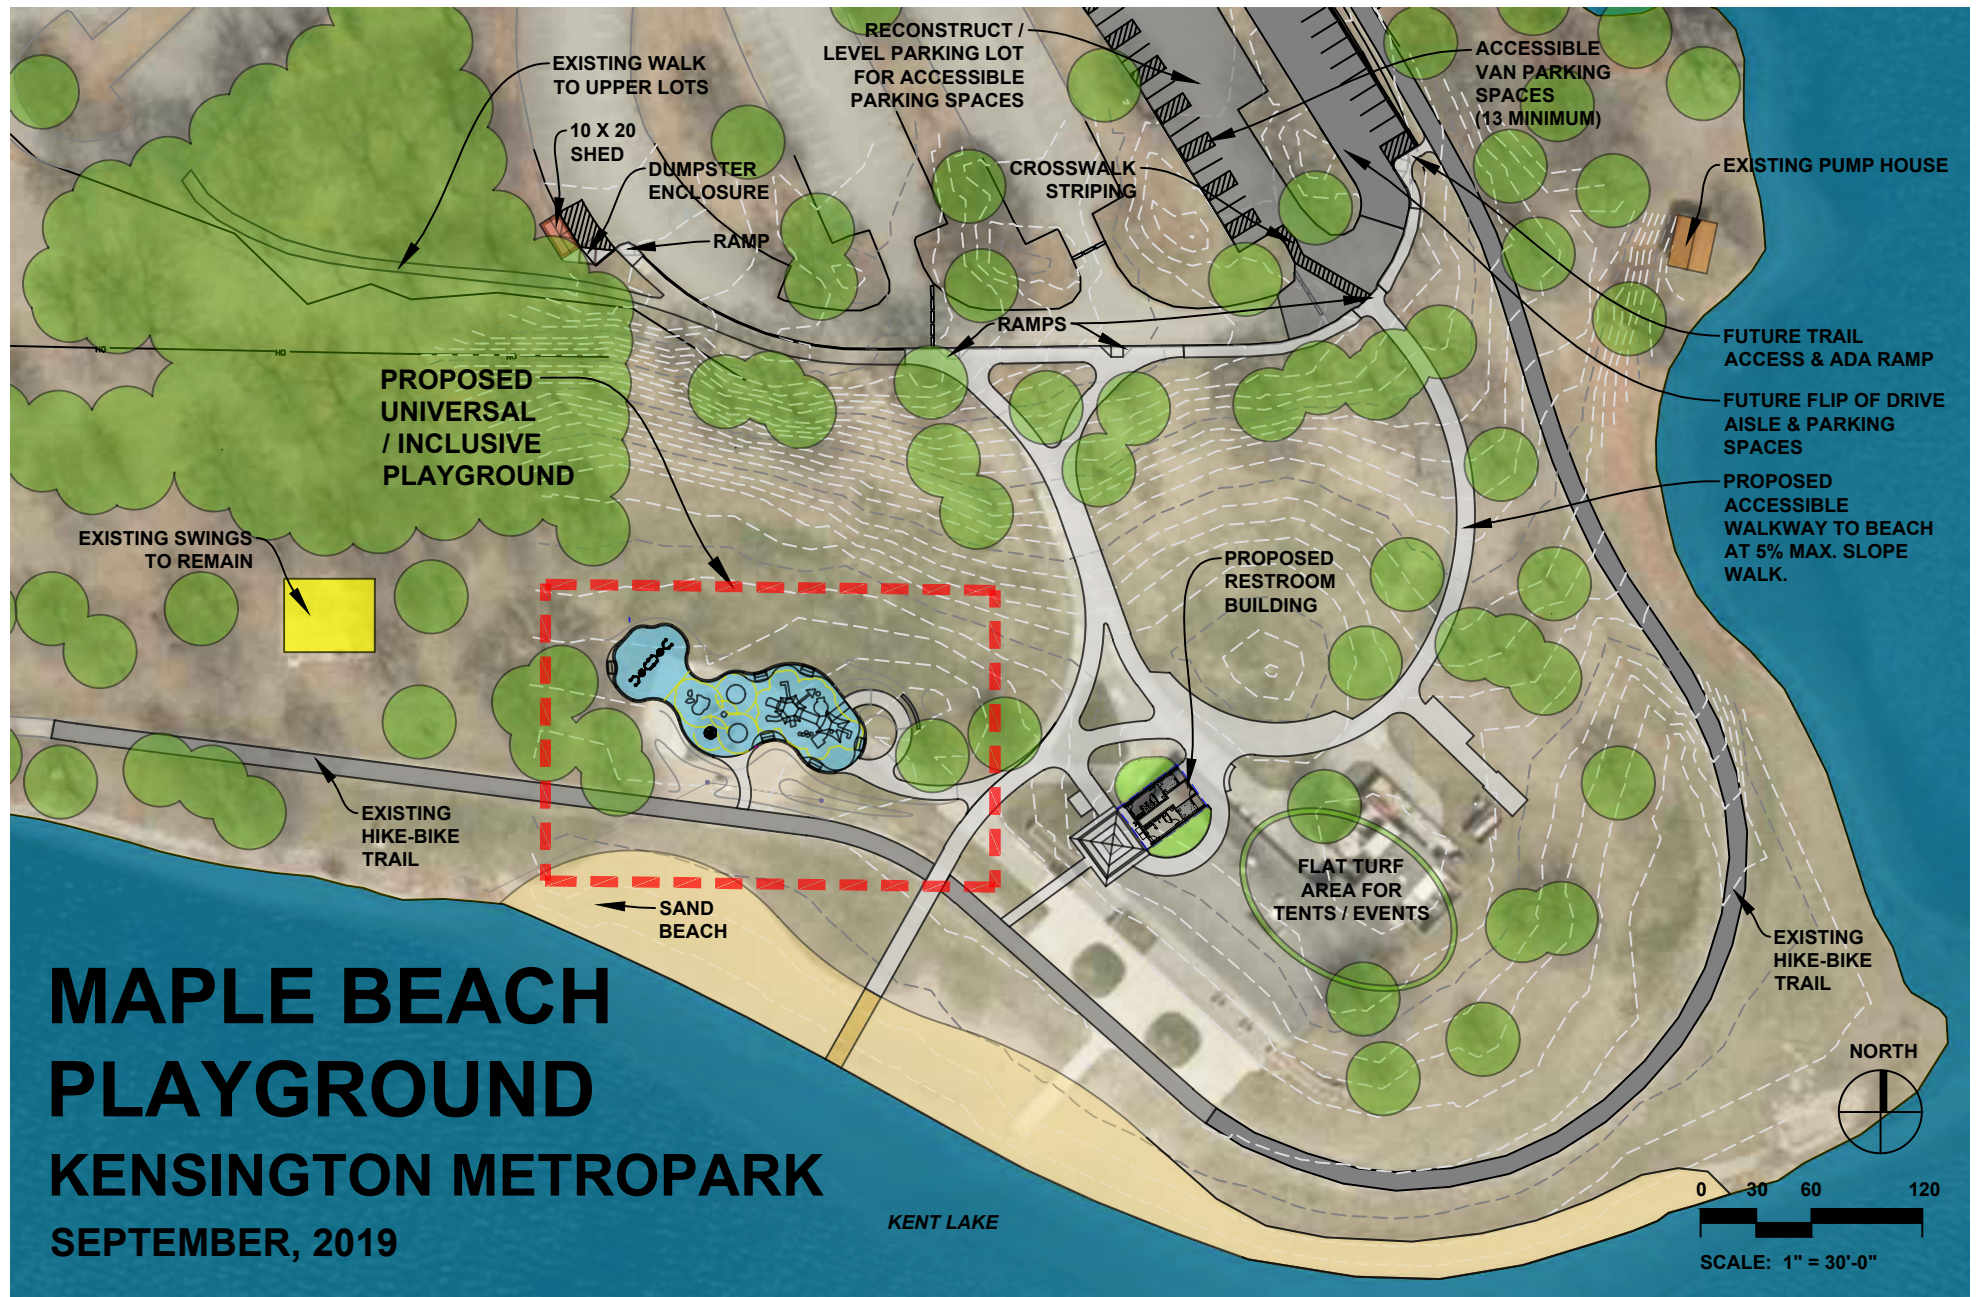 RECONSTRUCT /
LEVEL PARKING LOT
FOR ACCESSIBLE
PARKING SPACES
ACCESSIBLE
VAN PARKING
SPACES
(13 MINIMUM)
EXISTING WALK
TO UPPER LOTS
10 X 20
SHED
DUMPSTER
ENCLOSURE
RAMP
CROSSWALK
STRIPING
EXISTING PUMP HOUSE
RAMPS
FUTURE TRAIL
ACCESS & ADA RAMP
FUTURE FLIP OF DRIVE
AISLE & PARKING
SPACES
PROPOSED
ACCESSIBLE
WALKWAY TO BEACH
AT 5% MAX. SLOPE
WALK.
OH
OH
PROPOSED
UNIVERSAL
/ INCLUSIVE
PLAYGROUND
EXISTING SWINGS
TO REMAIN
PROPOSED
RESTROOM
BUILDING
EXISTING
HIKE-BIKE
TRAIL
FLAT TURF
AREA FOR
TENTS / EVENTS
SAND
BEACH
EXISTING
HIKE-BIKE
TRAIL
MAPLE BEACH
PLAYGROUND
KENSINGTON METROPARK
SEPTEMBER, 2019
KENT LAKE
NORTH
0 30 60 120
SCALE: 1" = 30'-0"